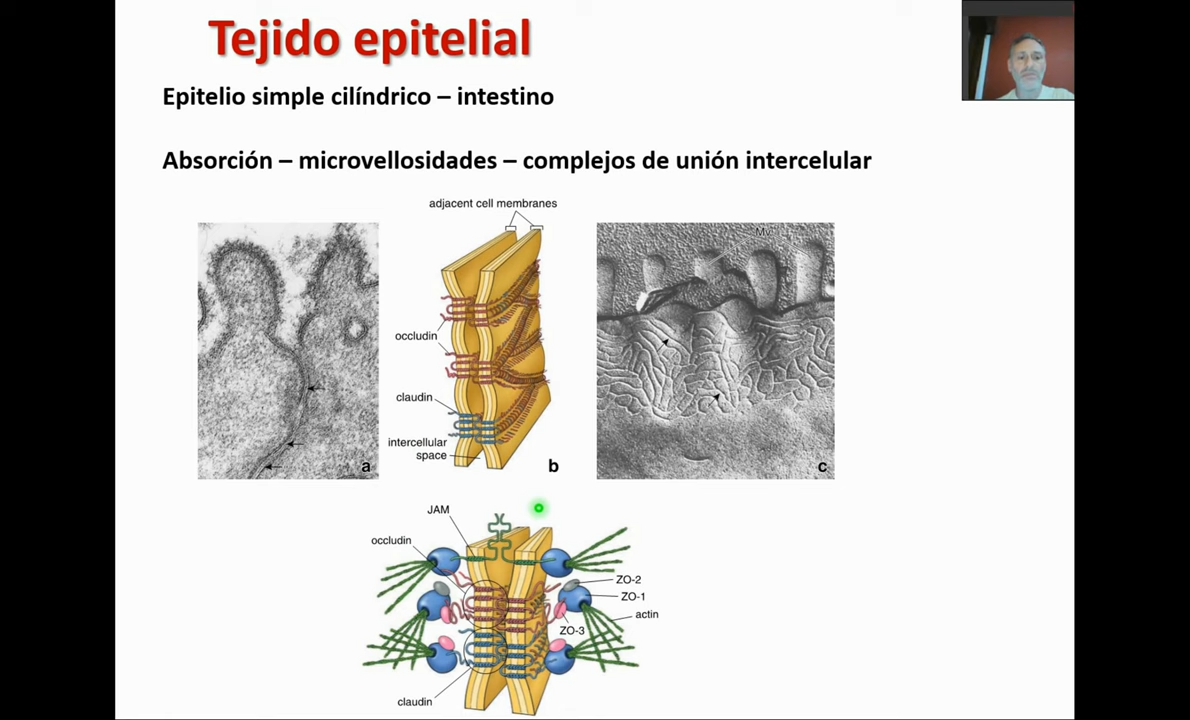 Tejido epitelial
Epitelio simple cilíndrico – intestino
Absorción – microvellosidades – complejos de unión intercelular
adjacent cell membranes
occludin
claudin
intercellular
space
a
b
Mv
c
JAM
occludin
ZO-2
ZO-1
actin
ZO-3
claudin